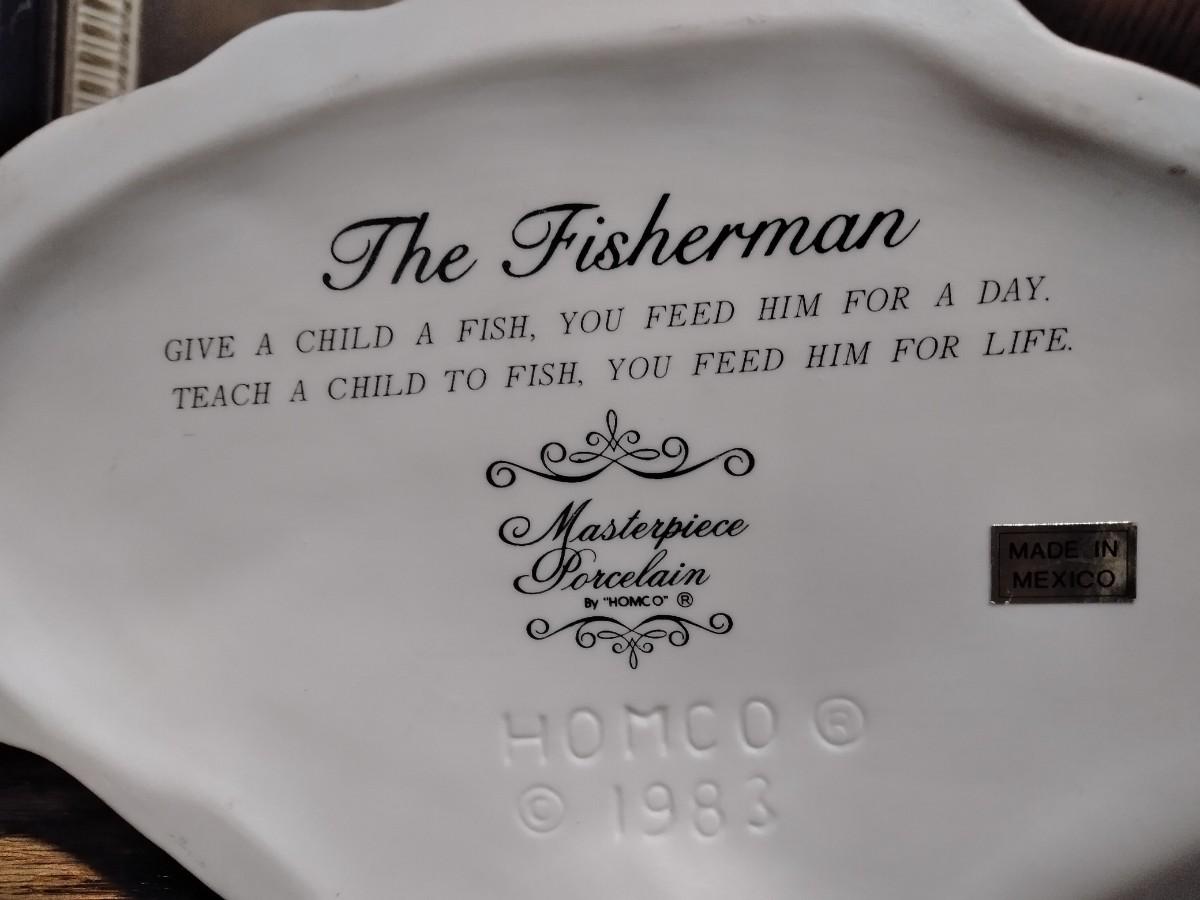 The Fisherman
GIVE A CHILD A FISH, YOU FEED HIM FOR A DAY.
TEACH A CHILD TO FISH, YOU FEED HIM FOR LIFE.
Masterpiece
Porcelain
By "HOMCO" ®
MADE IN
MEXICO
HOMCO ®
© 1983